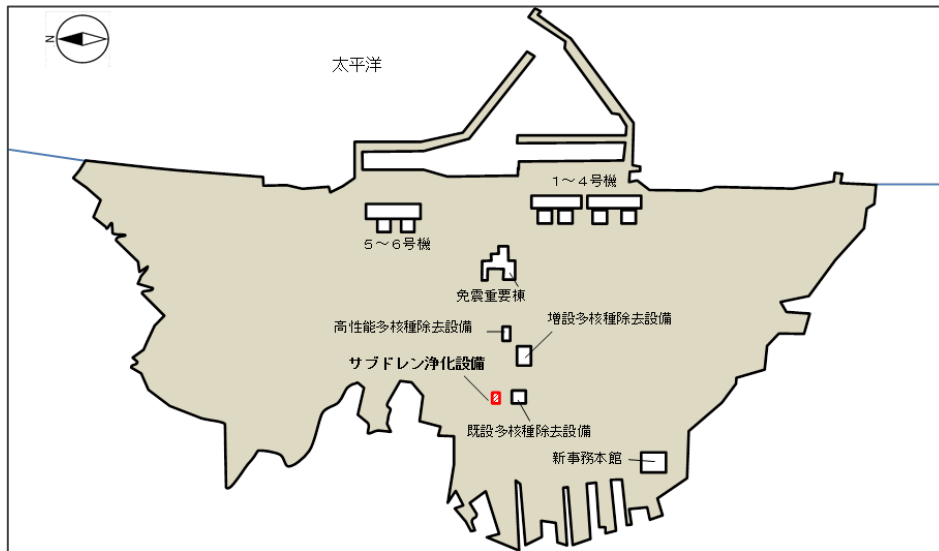 N
太平洋
1～4号機
5～6号機
免震重要棟
高性能多核種除去設備
増設多核種除去設備
サブドレン浄化設備
既設多核種除去設備
新事務本館